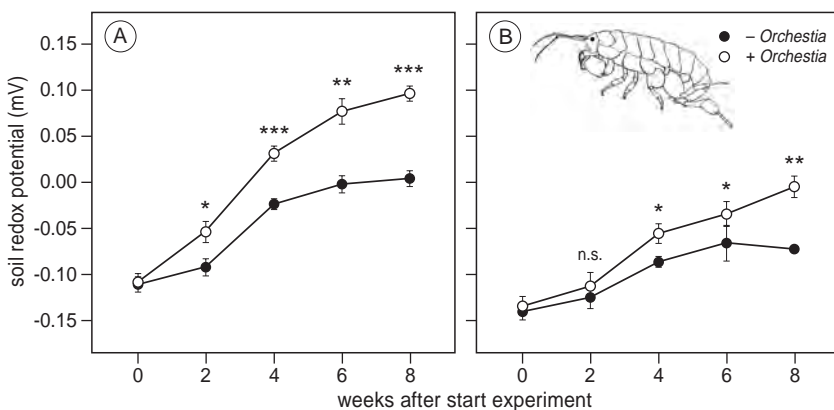 soil redox potential (mV)
0.15
0.10
0.05
0.00
-0.05
-0.10
-0.15
A
*
***
**
***
0 2 4 6 8
B
– Orchestia
+ Orchestia
n.s.
*
*
**
0 2 4 6 8
weeks after start experiment